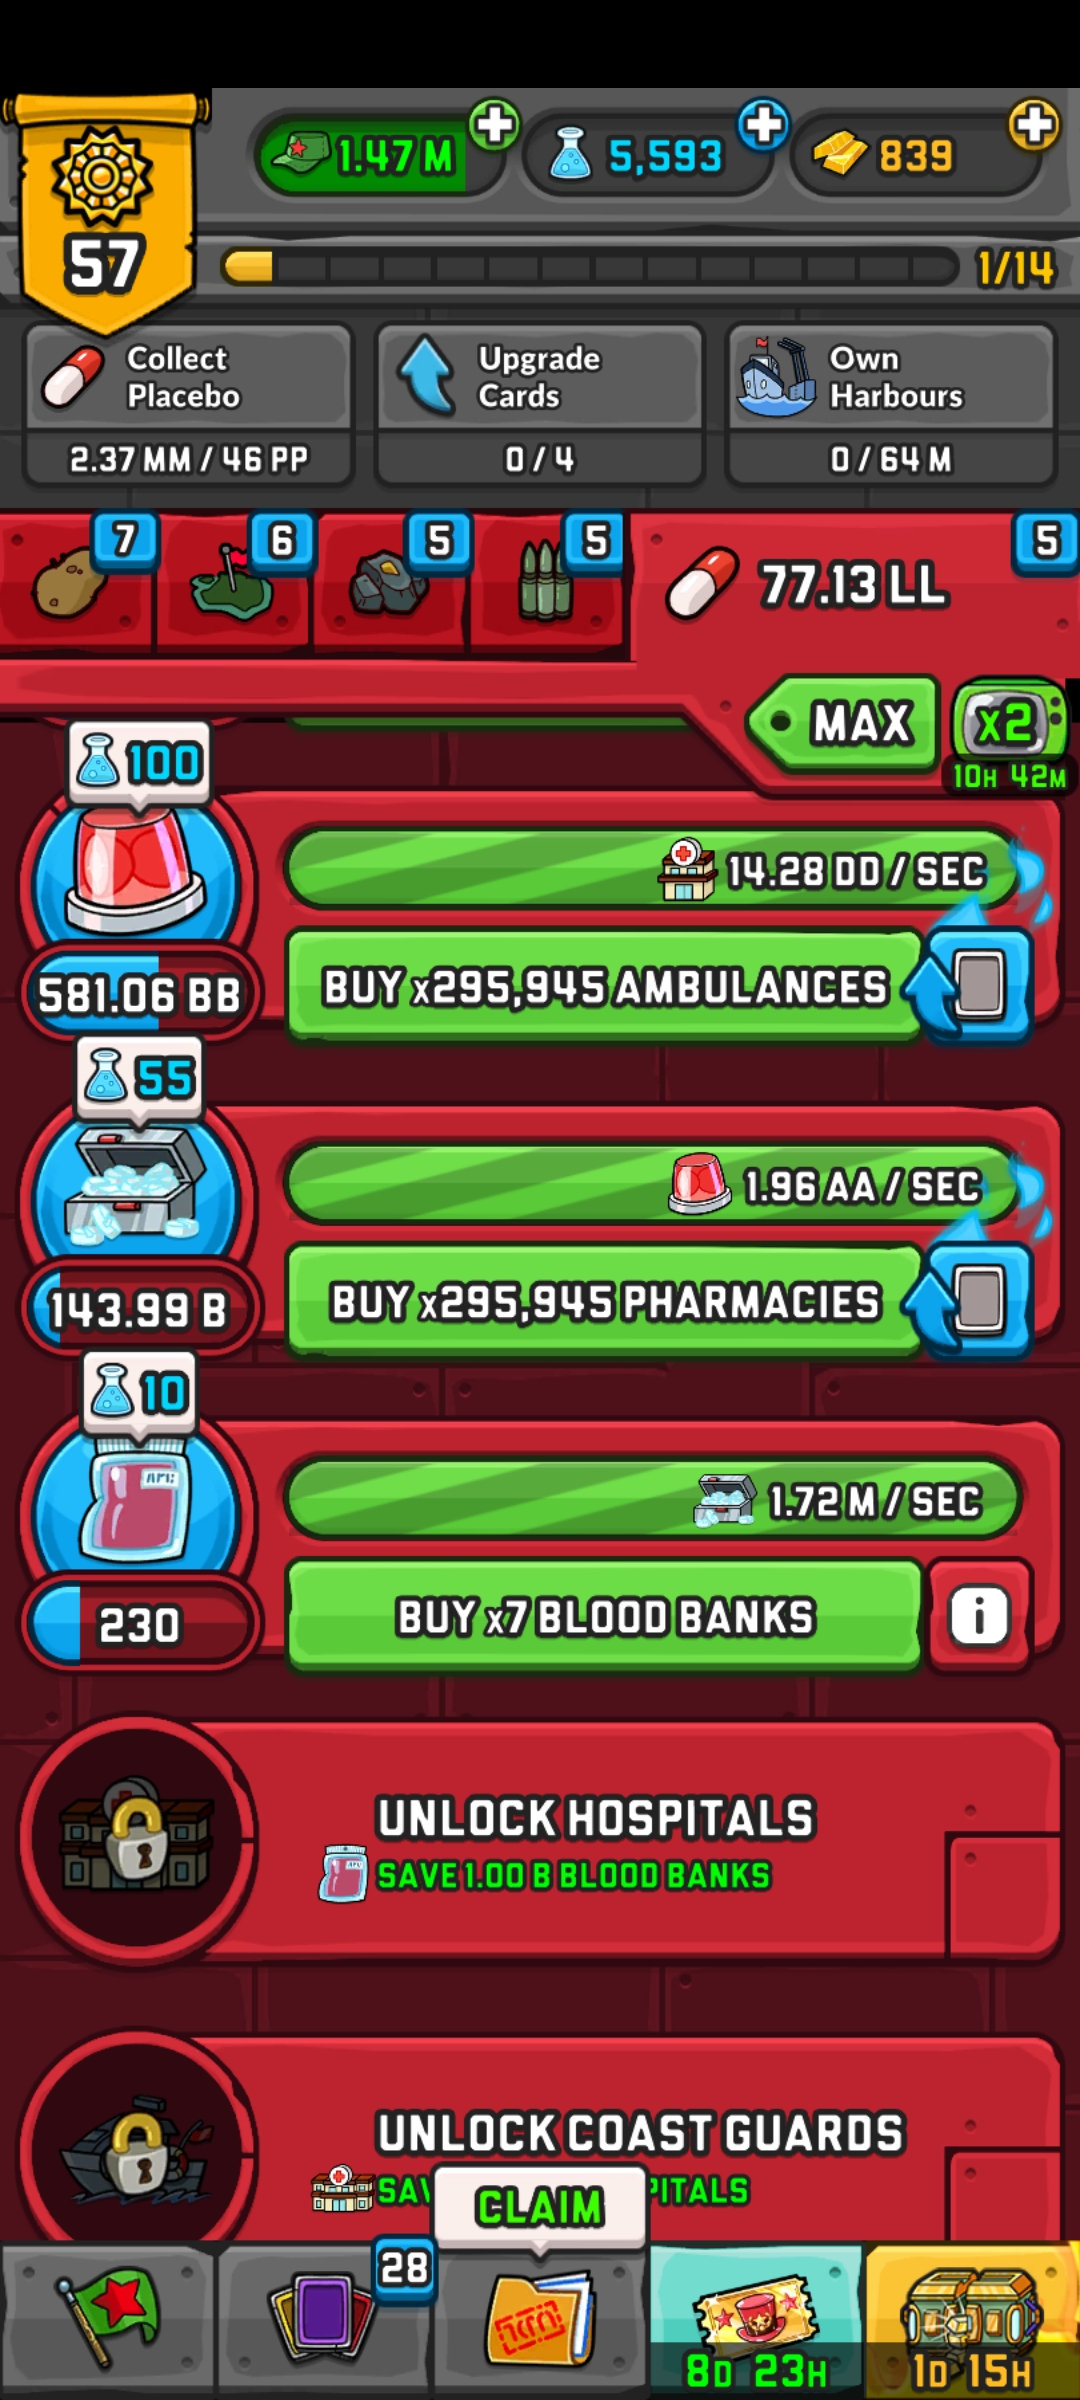 57
1.47 M
5,593
839
1/14
Collect
Placebo
2.37 MM / 46 PP
Upgrade
Cards
0 / 4
Own
Harbours
0 / 64 M
7
6
5
5
77.13 LL
5
MAX
x2
10H 42M
100
14.28 DD / SEC
581.06 BB
BUY x295,945 AMBULANCES
55
1.96 AA / SEC
143.99 B
BUY x295,945 PHARMACIES
10
1.72 M / SEC
230
BUY x7 BLOOD BANKS
i
UNLOCK HOSPITALS
SAVE 1.00 B BLOOD BANKS
UNLOCK COAST GUARDS
CLAIM
28
8D 23H
1D 15H